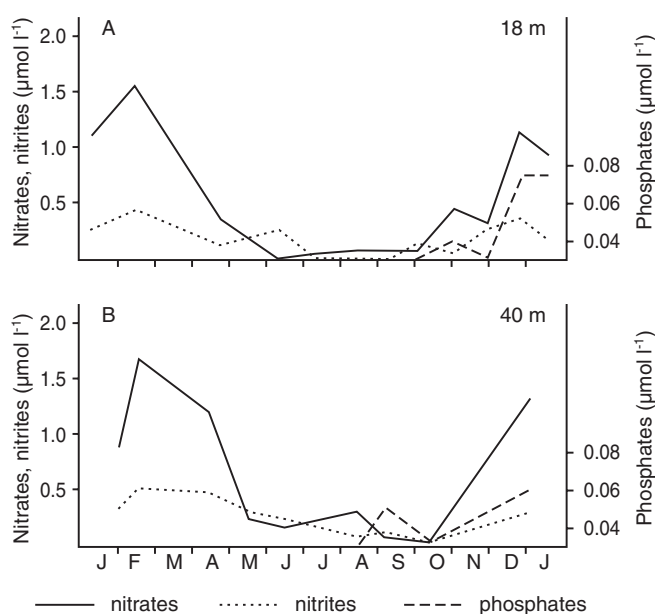 A
18 m
Nitrates, nitrites (μmol l⁻¹)
2.0
1.5
1.0
0.5
Phosphates (μmol l⁻¹)
0.08
0.06
0.04
B
40 m
Nitrates, nitrites (μmol l⁻¹)
2.0
1.5
1.0
0.5
Phosphates (μmol l⁻¹)
0.08
0.06
0.04
J F M A M J J A S O N D J
nitrates nitrites phosphates